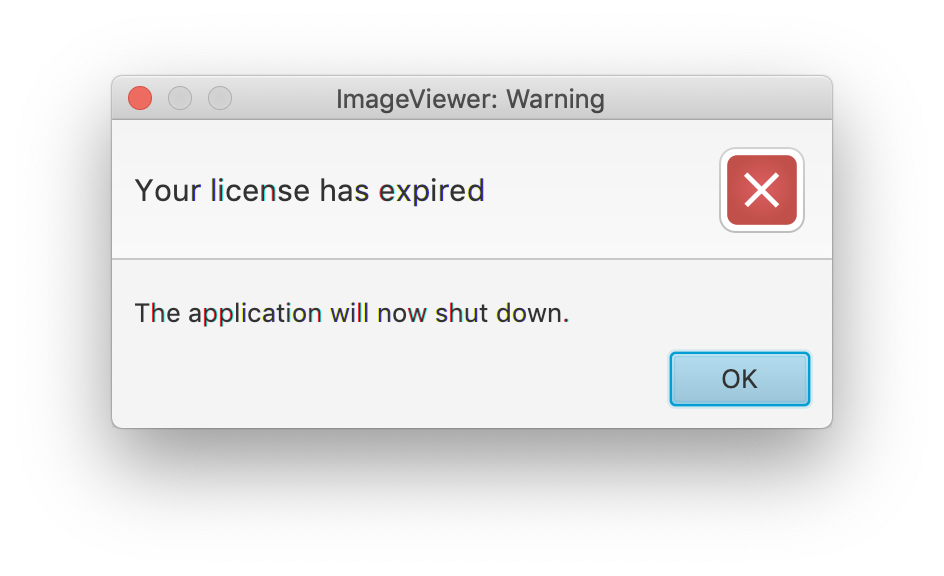 ImageViewer: Warning
Your license has expired
The application will now shut down.
OK